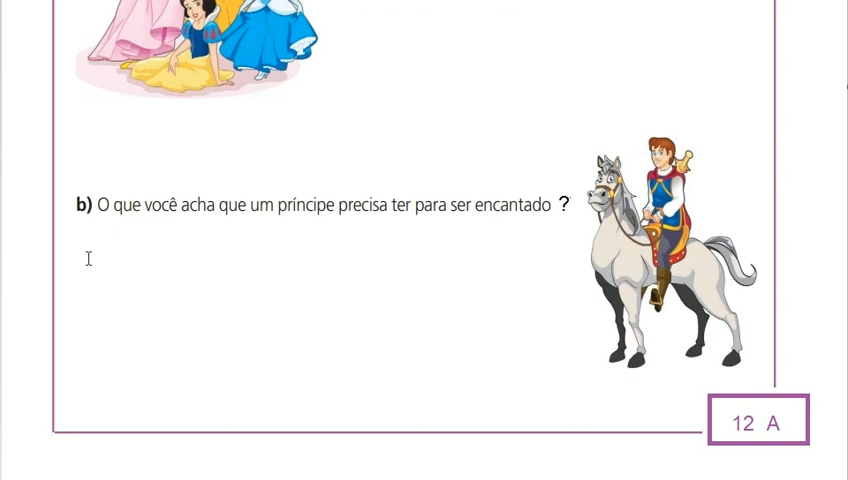 b) O que você acha que um príncipe precisa ter para ser encantado ?
12 A